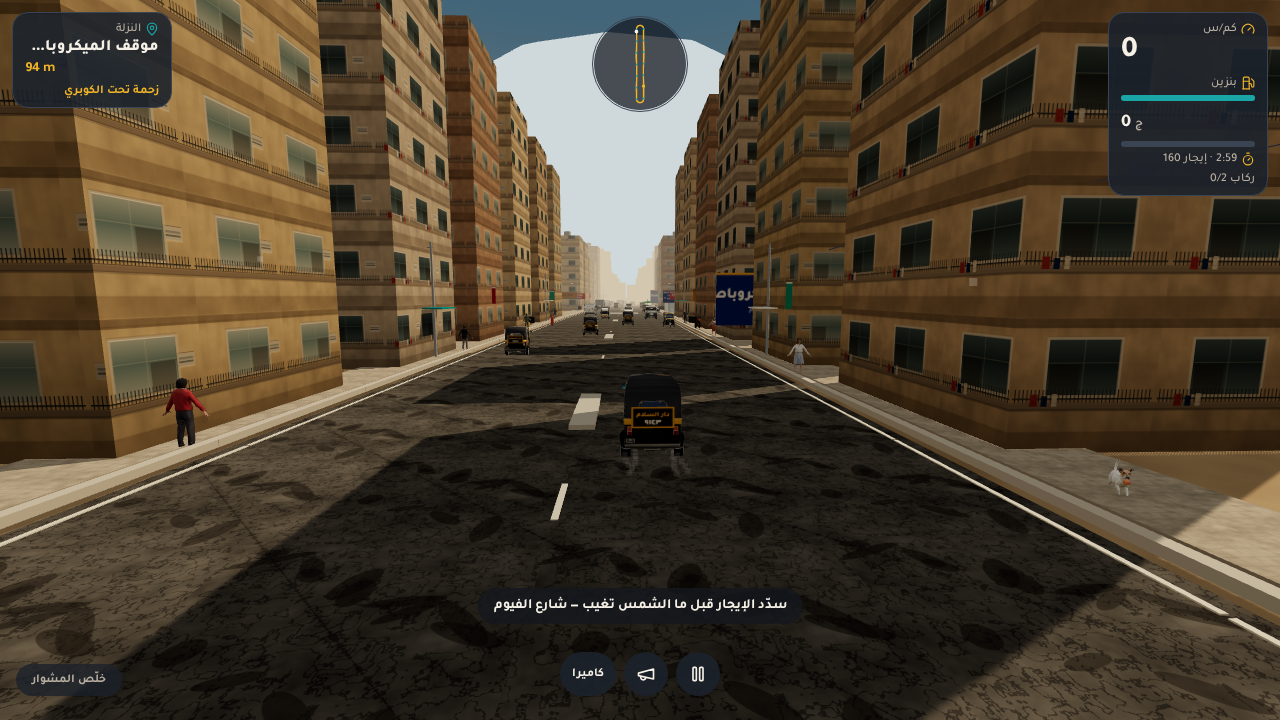 النزلة
موقف الميكروبا...
94 m
زحمة تحت الكوبري
كم/س
0
بنزين
0 ج
2:59 · إيجار 160
ركاب 0/2
سدّد الإيجار قبل ما الشمس تغيب – شارع الفيوم
كاميرا
خلّص المشوار